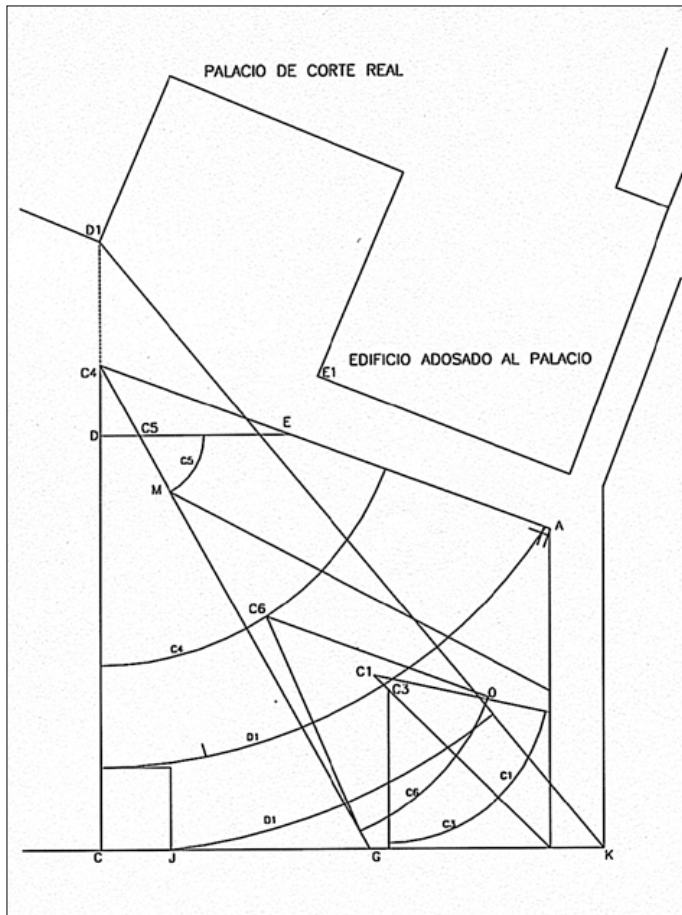 PALACIO DE CORTE REAL
D1
EDIFICIO ADOSADO AL PALACIO
E1
C4
E
C5
D
C5
M
A
C6
C1
C3
O
C4
D1
C1
C6
D1
C3
C
J
G
K